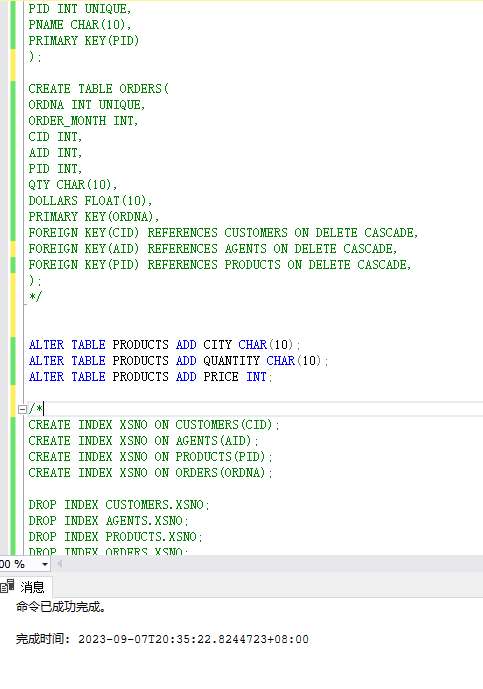 PID INT UNIQUE,
PNAME CHAR(10),
PRIMARY KEY(PID)
);
CREATE TABLE ORDERS(
ORDNA INT UNIQUE,
ORDER_MONTH INT,
CID INT,
AID INT,
PID INT,
QTY CHAR(10),
DOLLARS FLOAT(10),
PRIMARY KEY(ORDNA),
FOREIGN KEY(CID) REFERENCES CUSTOMERS ON DELETE CASCADE,
FOREIGN KEY(AID) REFERENCES AGENTS ON DELETE CASCADE,
FOREIGN KEY(PID) REFERENCES PRODUCTS ON DELETE CASCADE,
);
*/
ALTER TABLE PRODUCTS ADD CITY CHAR(10);
ALTER TABLE PRODUCTS ADD QUANTITY CHAR(10);
ALTER TABLE PRODUCTS ADD PRICE INT;
/*
CREATE INDEX XSNO ON CUSTOMERS(CID);
CREATE INDEX XSNO ON AGENTS(AID);
CREATE INDEX XSNO ON PRODUCTS(PID);
CREATE INDEX XSNO ON ORDERS(ORDNA);
DROP INDEX CUSTOMERS.XSNO;
DROP INDEX AGENTS.XSNO;
DROP INDEX PRODUCTS.XSNO;
DROP INDEX ORDERS.XSNO;
00 %
消息
命令已成功完成。
完成时间: 2023-09-07T20:35:22.8244723+08:00